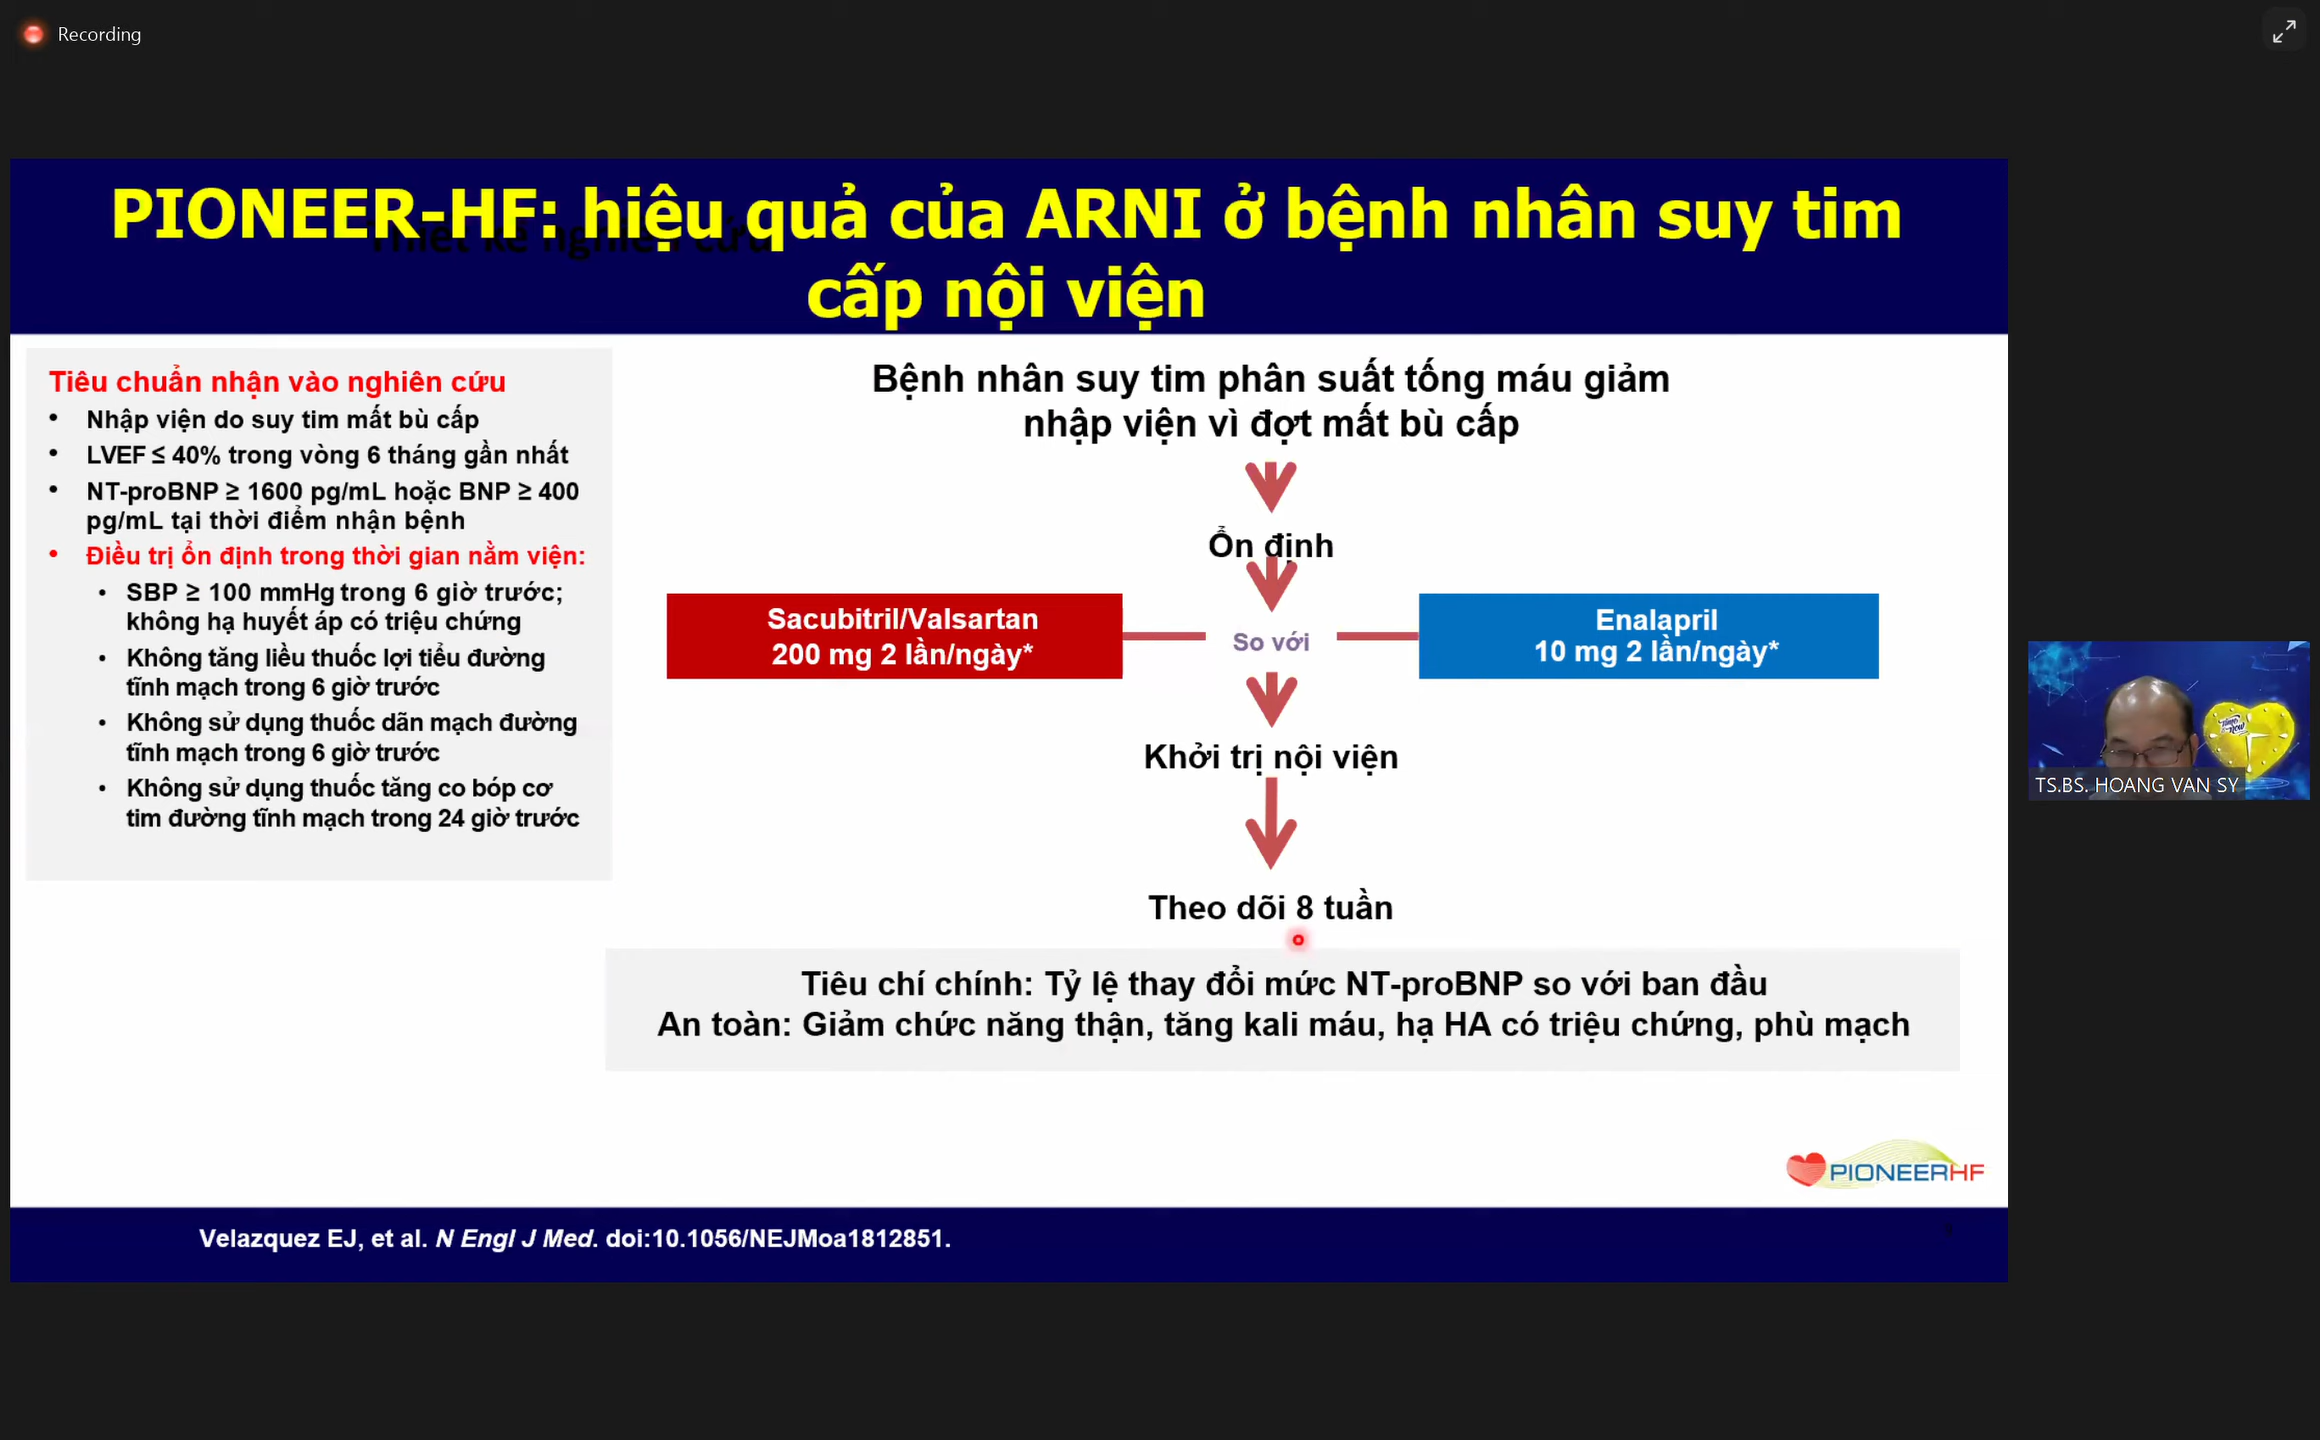 Recording
PIONEER-HF: hiệu quả của ARNI ở bệnh nhân suy tim
cấp nội viện
Thiết kế nghiên cứu
Tiêu chuẩn nhận vào nghiên cứu
• Nhập viện do suy tim mất bù cấp
• LVEF ≤ 40% trong vòng 6 tháng gần nhất
• NT-proBNP ≥ 1600 pg/mL hoặc BNP ≥ 400
pg/mL tại thời điểm nhận bệnh
• Điều trị ổn định trong thời gian nằm viện:
• SBP ≥ 100 mmHg trong 6 giờ trước;
không hạ huyết áp có triệu chứng
• Không tăng liều thuốc lợi tiểu đường
tĩnh mạch trong 6 giờ trước
• Không sử dụng thuốc dãn mạch đường
tĩnh mạch trong 6 giờ trước
• Không sử dụng thuốc tăng co bóp cơ
tim đường tĩnh mạch trong 24 giờ trước
Bệnh nhân suy tim phân suất tống máu giảm
nhập viện vì đợt mất bù cấp
Ổn định
Sacubitril/Valsartan
200 mg 2 lần/ngày*
So với
Enalapril
10 mg 2 lần/ngày*
Khởi trị nội viện
Theo dõi 8 tuần
Tiêu chí chính: Tỷ lệ thay đổi mức NT-proBNP so với ban đầu
An toàn: Giảm chức năng thận, tăng kali máu, hạ HA có triệu chứng, phù mạch
PIONEERHF
Velazquez EJ, et al. N Engl J Med. doi:10.1056/NEJMoa1812851.
TS.BS. HOANG VAN SY